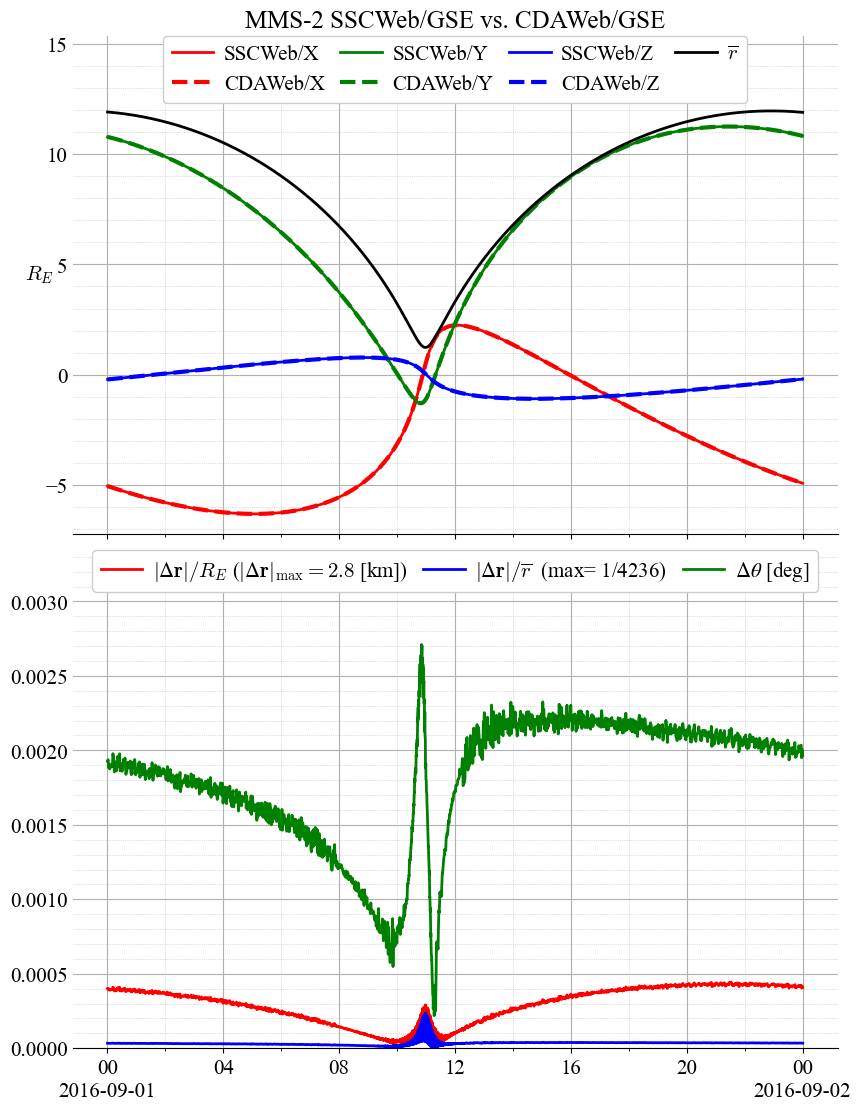 MMS-2 SSCWeb/GSE vs. CDAWeb/GSE
SSCWeb/X SSCWeb/Y SSCWeb/Z r̅
CDAWeb/X CDAWeb/Y CDAWeb/Z
15
10
5
R_E
0
−5
|Δr|/R_E (|Δr|_max = 2.8 [km]) |Δr|/r̅ (max= 1/4236) Δθ [deg]
0.0030
0.0025
0.0020
0.0015
0.0010
0.0005
0.0000
00 04 08 12 16 20 00
2016-09-01 2016-09-02